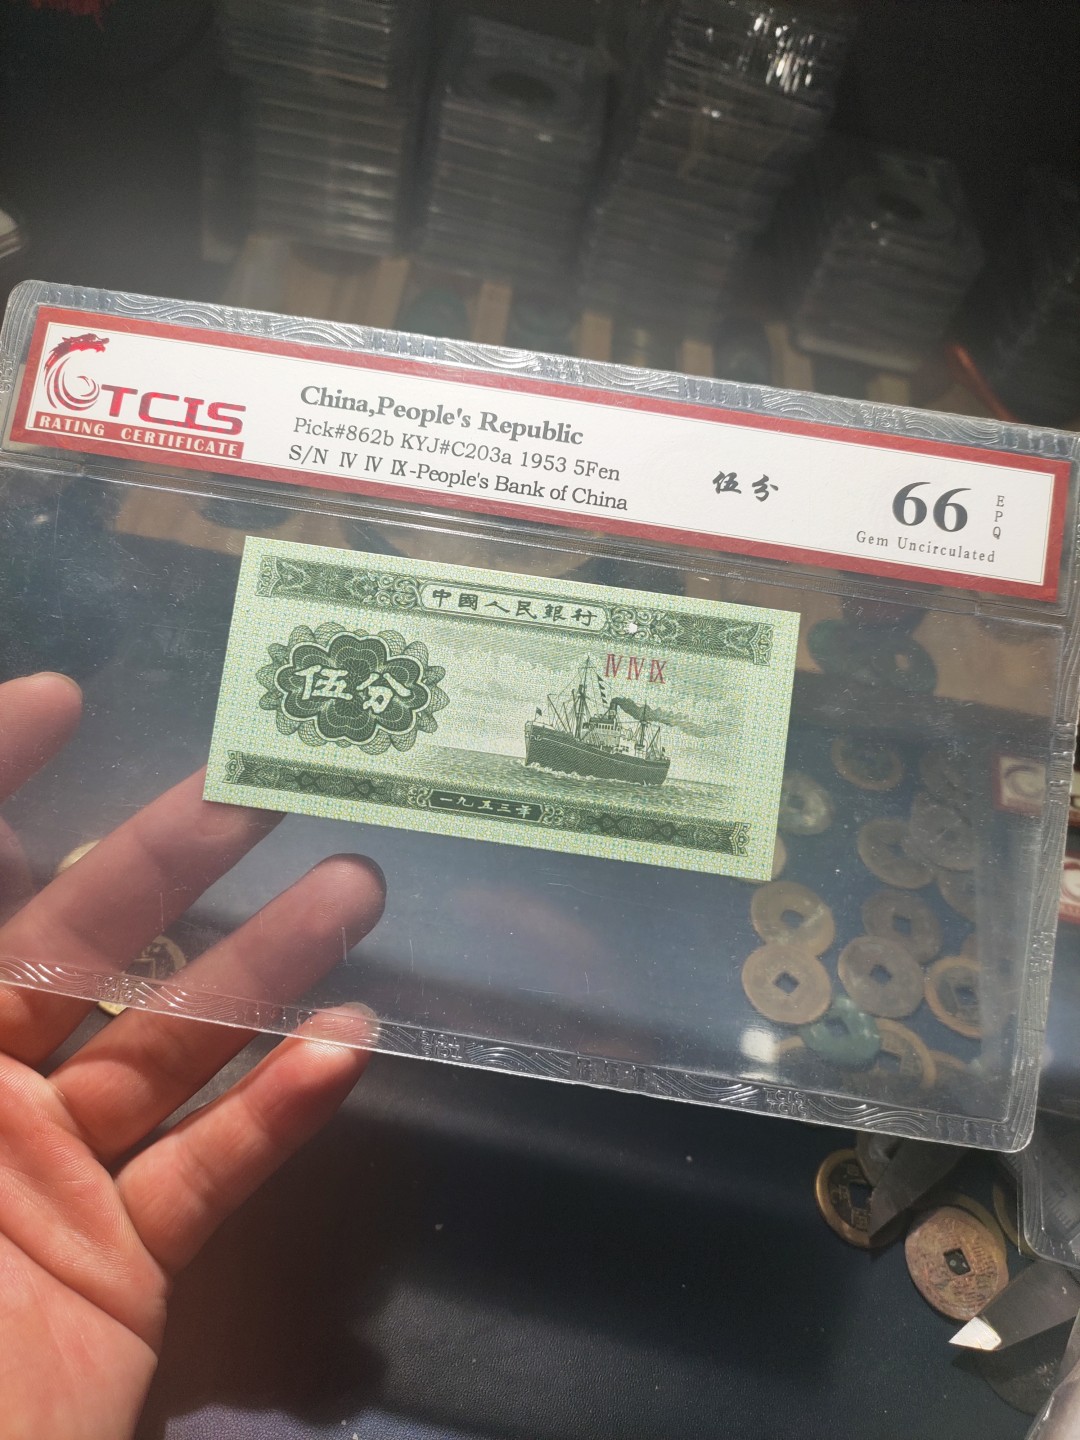 TCIS
RATING CERTIFICATE
China,People's Republic
Pick#862b KYJ#C203a 1953 5Fen
S/N Ⅳ Ⅳ Ⅸ-People's Bank of China
伍分
66
EPQ
Gem Uncirculated
中國人民銀行
伍分
Ⅳ Ⅳ Ⅸ
一九五三年